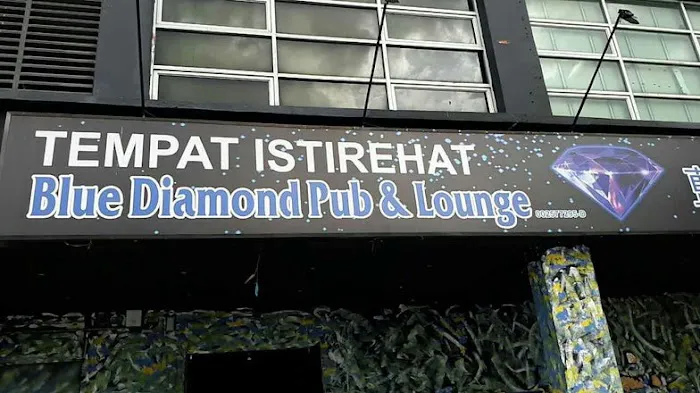 TEMPAT ISTIREHAT
Blue Diamond Pub & Lounge